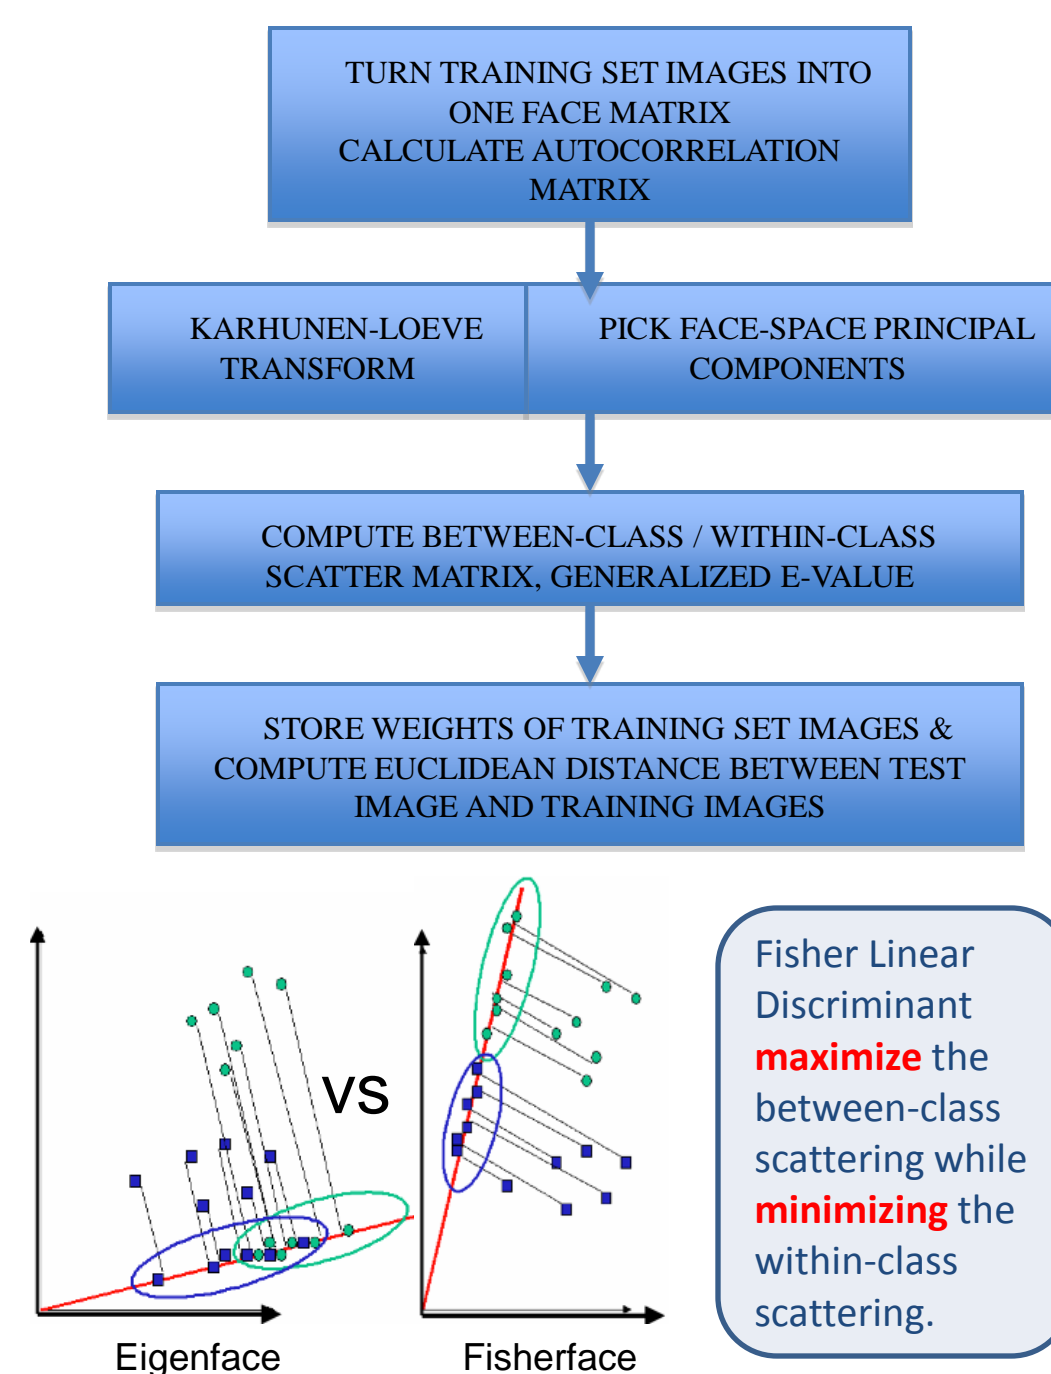 TURN TRAINING SET IMAGES INTO
ONE FACE MATRIX
CALCULATE AUTOCORRELATION
MATRIX
KARHUNEN-LOEVE
TRANSFORM
PICK FACE-SPACE PRINCIPAL
COMPONENTS
COMPUTE BETWEEN-CLASS / WITHIN-CLASS
SCATTER MATRIX, GENERALIZED E-VALUE
STORE WEIGHTS OF TRAINING SET IMAGES &
COMPUTE EUCLIDEAN DISTANCE BETWEEN TEST
IMAGE AND TRAINING IMAGES
vs
Eigenface
Fisherface
Fisher Linear
Discriminant
maximize the
between-class
scattering while
minimizing the
within-class
scattering.